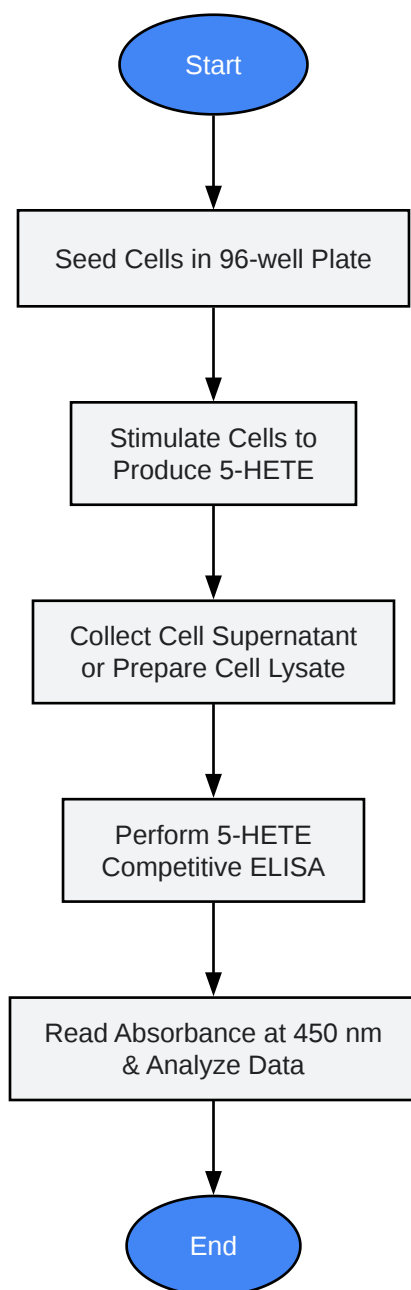 Start
Seed Cells in 96-well Plate
Stimulate Cells to
Produce 5-HETE
Collect Cell Supernatant
or Prepare Cell Lysate
Perform 5-HETE
Competitive ELISA
Read Absorbance at 450 nm
& Analyze Data
End